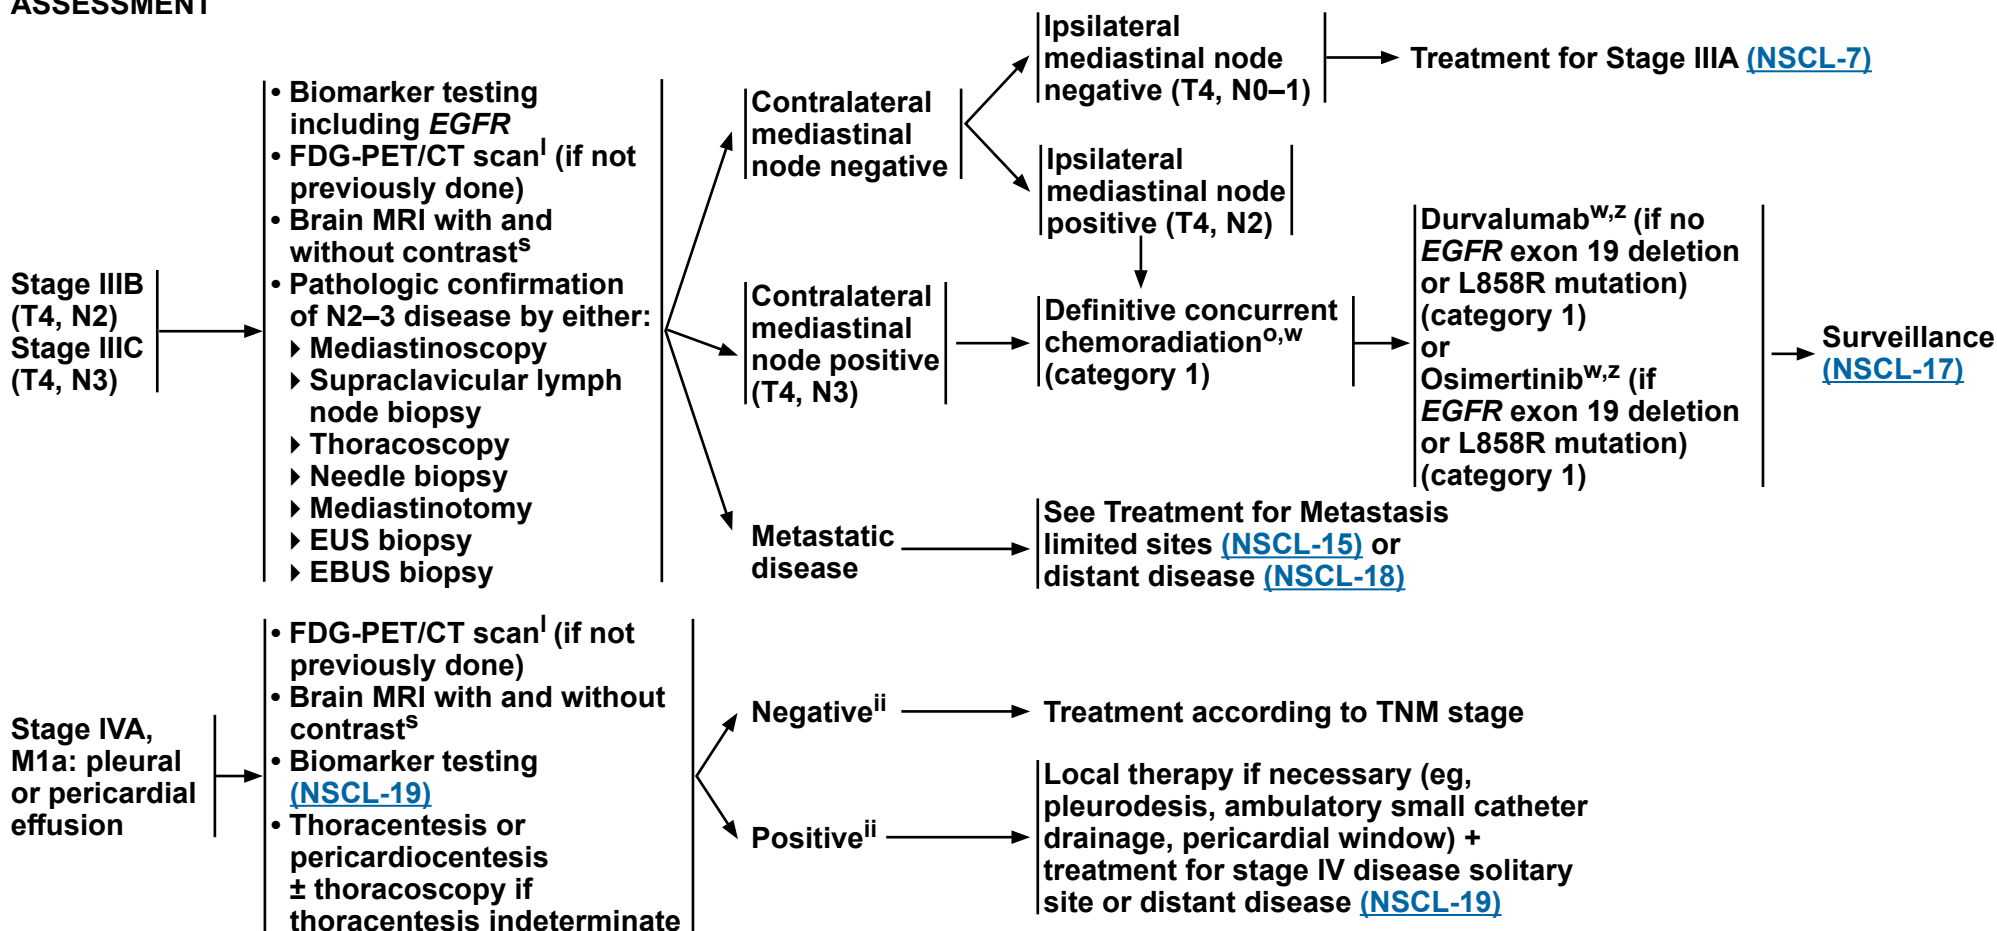 ASSESSMENT
Stage IIIB
(T4, N2)
Stage IIIC
(T4, N3)
• Biomarker testing
including EGFR
• FDG-PET/CT scanl (if not
previously done)
• Brain MRI with and
without contrasts
• Pathologic confirmation
of N2–3 disease by either:
Mediastinoscopy
Supraclavicular lymph
node biopsy
Thoracoscopy
Needle biopsy
Mediastinotomy
EUS biopsy
EBUS biopsy
Contralateral
mediastinal
node negative
Ipsilateral
mediastinal node
negative (T4, N0–1)
Treatment for Stage IIIA (NSCL-7)
Ipsilateral
mediastinal node
positive (T4, N2)
Contralateral
mediastinal
node positive
(T4, N3)
Definitive concurrent
chemoradiationo,w
(category 1)
Durvalumabw,z (if no
EGFR exon 19 deletion
or L858R mutation)
(category 1)
or
Osimertinibw,z (if
EGFR exon 19 deletion
or L858R mutation)
(category 1)
Surveillance
(NSCL-17)
Metastatic
disease
See Treatment for Metastasis
limited sites (NSCL-15) or
distant disease (NSCL-18)
Stage IVA,
M1a: pleural
or pericardial
effusion
• FDG-PET/CT scanl (if not
previously done)
• Brain MRI with and without
contrasts
• Biomarker testing
(NSCL-19)
• Thoracentesis or
pericardiocentesis
± thoracoscopy if
thoracentesis indeterminate
Negativeii
Treatment according to TNM stage
Positiveii
Local therapy if necessary (eg,
pleurodesis, ambulatory small catheter
drainage, pericardial window) +
treatment for stage IV disease solitary
site or distant disease (NSCL-19)